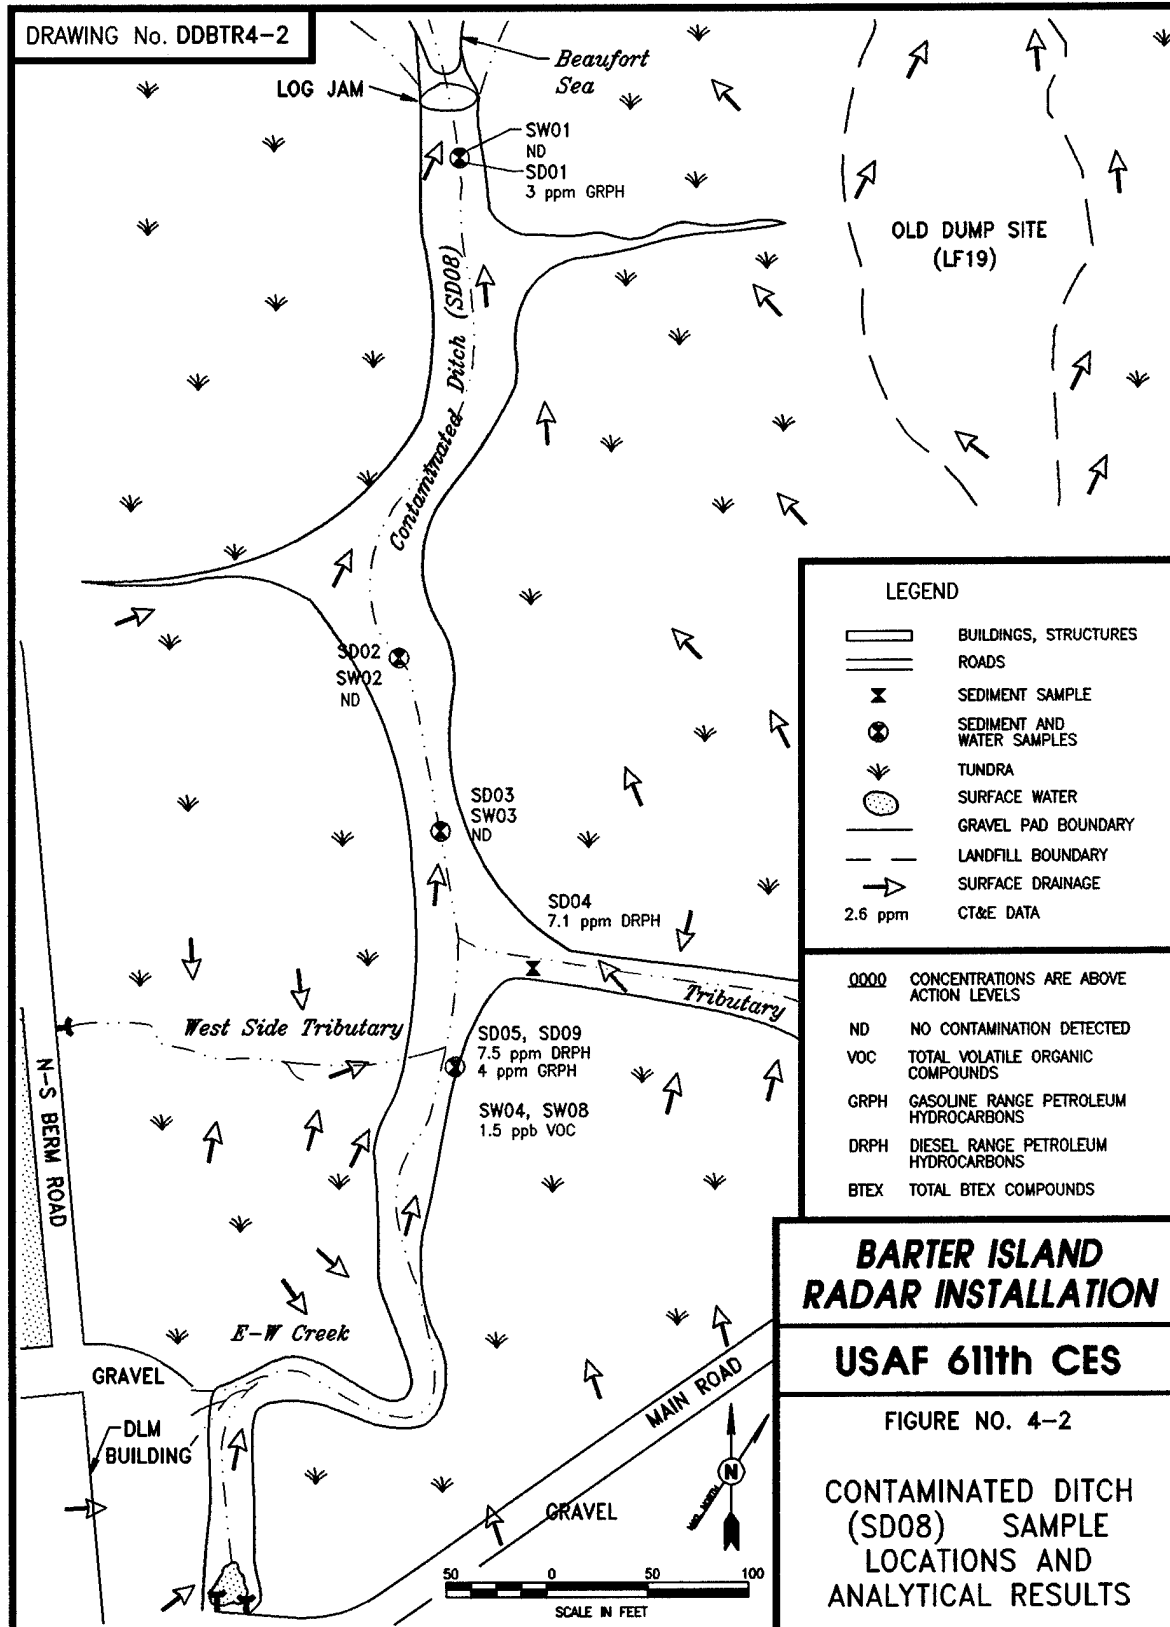 DRAWING No. DDBTR4-2
Beaufort
Sea
LOG JAM
SW01
ND
SD01
3 ppm GRPH
OLD DUMP SITE
(LF19)
Contaminated Ditch (SD08)
SD02
SW02
ND
SD03
SW03
ND
SD04
7.1 ppm DRPH
Tributary
West Side Tributary
SD05, SD09
7.5 ppm DRPH
4 ppm GRPH
SW04, SW08
1.5 ppb VOC
N-S BERM ROAD
E-W Creek
GRAVEL
DLM
BUILDING
MAIN ROAD
GRAVEL
N
MAG. NORTH
50 0 50 100
SCALE IN FEET
LEGEND
BUILDINGS, STRUCTURES
ROADS
SEDIMENT SAMPLE
SEDIMENT AND
WATER SAMPLES
TUNDRA
SURFACE WATER
GRAVEL PAD BOUNDARY
LANDFILL BOUNDARY
SURFACE DRAINAGE
2.6 ppm CT&E DATA
0000 CONCENTRATIONS ARE ABOVE
ACTION LEVELS
ND NO CONTAMINATION DETECTED
VOC TOTAL VOLATILE ORGANIC
COMPOUNDS
GRPH GASOLINE RANGE PETROLEUM
HYDROCARBONS
DRPH DIESEL RANGE PETROLEUM
HYDROCARBONS
BTEX TOTAL BTEX COMPOUNDS
BARTER ISLAND
RADAR INSTALLATION
USAF 611th CES
FIGURE NO. 4-2
CONTAMINATED DITCH
(SD08) SAMPLE
LOCATIONS AND
ANALYTICAL RESULTS